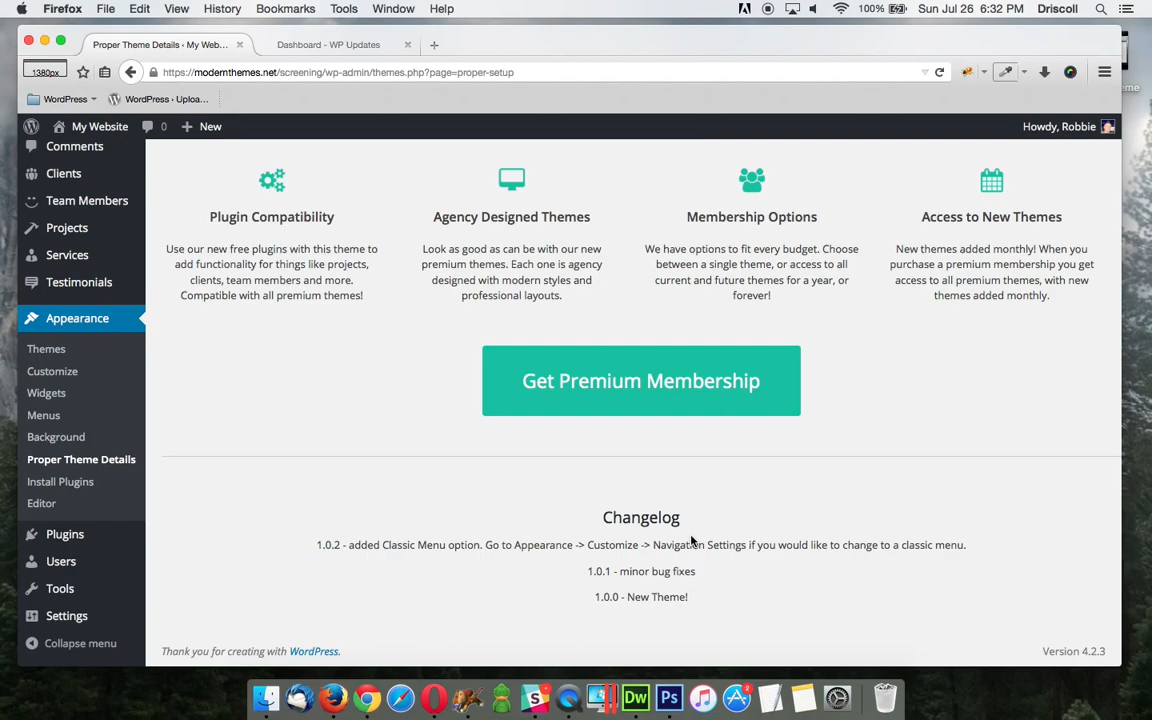 Firefox File Edit View History Bookmarks Tools Window Help 100% Sun Jul 26 6:32 PM Driscoll
Proper Theme Details ‹ My Web... Dashboard - WP Updates
1380px https://modernthemes.net/screening/wp-admin/themes.php?page=proper-setup
WordPress WordPress › Uploa...
My Website 0 New Howdy, Robbie
Comments
Clients
Team Members
Projects
Services
Testimonials
Appearance
Themes
Customize
Widgets
Menus
Background
Proper Theme Details
Install Plugins
Editor
Plugins
Users
Tools
Settings
Collapse menu
Plugin Compatibility
Use our new free plugins with this theme to
add functionality for things like projects,
clients, team members and more.
Compatible with all premium themes!
Agency Designed Themes
Look as good as can be with our new
premium themes. Each one is agency
designed with modern styles and
professional layouts.
Membership Options
We have options to fit every budget. Choose
between a single theme, or access to all
current and future themes for a year, or
forever!
Access to New Themes
New themes added monthly! When you
purchase a premium membership you get
access to all premium themes, with new
themes added monthly.
Get Premium Membership
Changelog
1.0.2 - added Classic Menu option. Go to Appearance -> Customize -> Navigation Settings if you would like to change to a classic menu.
1.0.1 - minor bug fixes
1.0.0 - New Theme!
Thank you for creating with WordPress. Version 4.2.3
eme
S Dw Ps 2